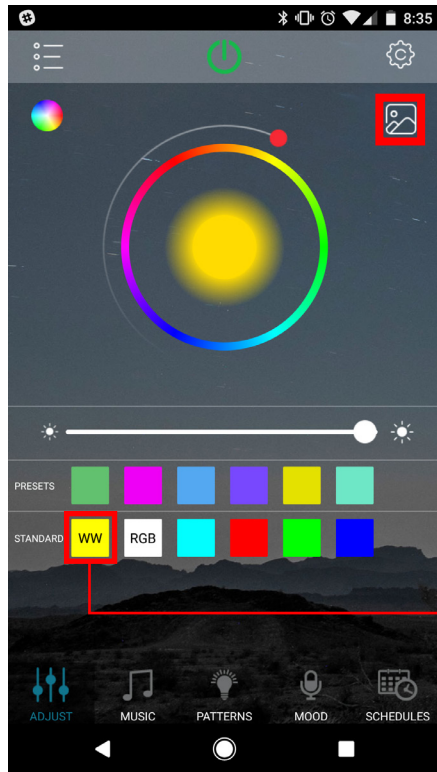 8:35
C
PRESETS
STANDARD WW RGB
ADJUST MUSIC PATTERNS MOOD SCHEDULES